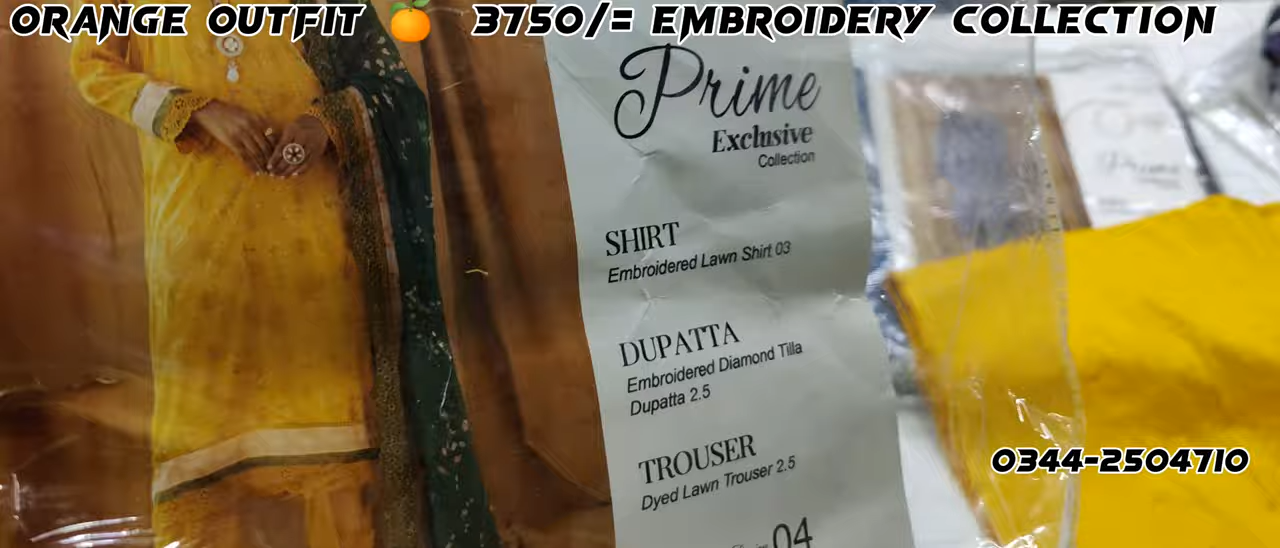 ORANGE OUTFIT 🍊 3750/= EMBROIDERY COLLECTION
Prime
Exclusive
Collection
SHIRT
Embroidered Lawn Shirt 03
DUPATTA
Embroidered Diamond Tilla
Dupatta 2.5
TROUSER
Dyed Lawn Trouser 2.5
04
Prime
0344-2504710